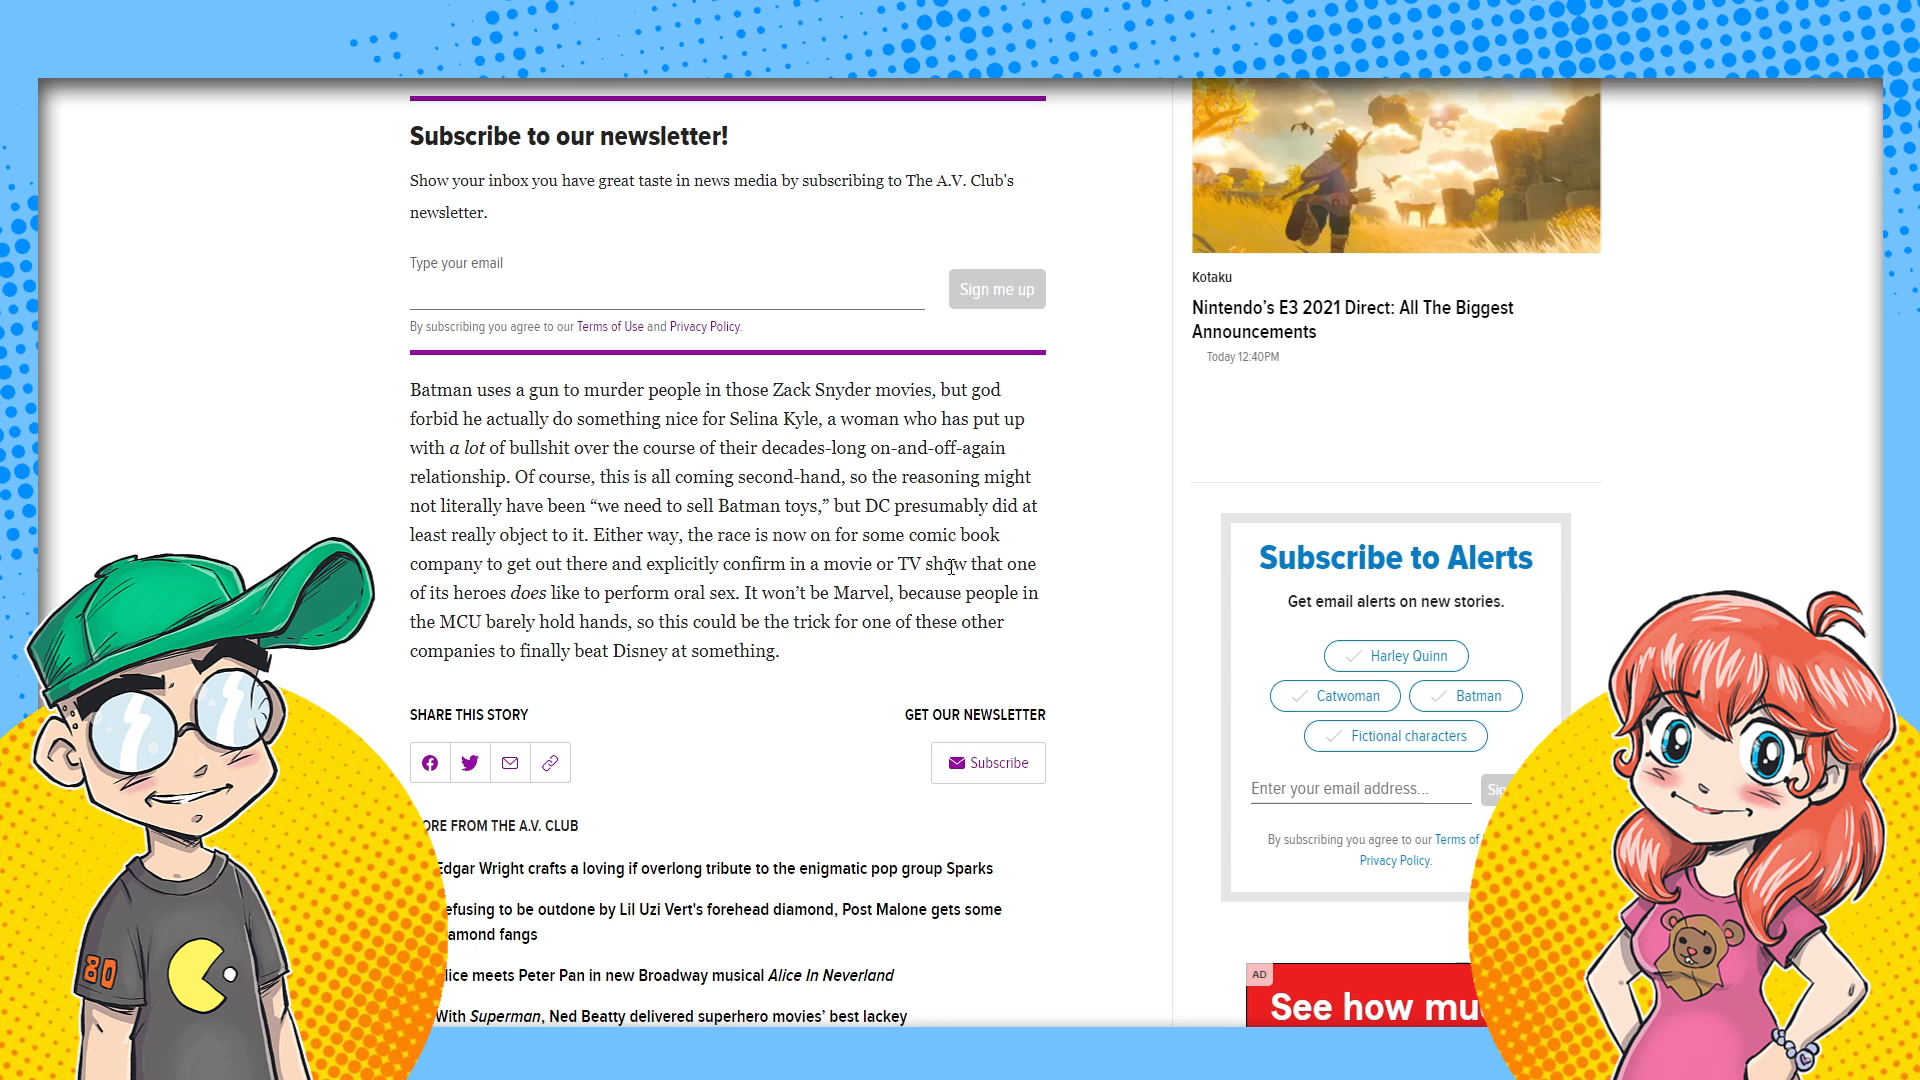 Subscribe to our newsletter!
Show your inbox you have great taste in news media by subscribing to The A.V. Club's
newsletter.
Type your email
Sign me up
By subscribing you agree to our Terms of Use and Privacy Policy.
Batman uses a gun to murder people in those Zack Snyder movies, but god
forbid he actually do something nice for Selina Kyle, a woman who has put up
with a lot of bullshit over the course of their decades-long on-and-off-again
relationship. Of course, this is all coming second-hand, so the reasoning might
not literally have been “we need to sell Batman toys,” but DC presumably did at
least really object to it. Either way, the race is now on for some comic book
company to get out there and explicitly confirm in a movie or TV show that one
of its heroes does like to perform oral sex. It won’t be Marvel, because people in
the MCU barely hold hands, so this could be the trick for one of these other
companies to finally beat Disney at something.
SHARE THIS STORY
GET OUR NEWSLETTER
Subscribe
ORE FROM THE A.V. CLUB
Edgar Wright crafts a loving if overlong tribute to the enigmatic pop group Sparks
efusing to be outdone by Lil Uzi Vert's forehead diamond, Post Malone gets some
amond fangs
lice meets Peter Pan in new Broadway musical Alice In Neverland
With Superman, Ned Beatty delivered superhero movies’ best lackey
Kotaku
Nintendo’s E3 2021 Direct: All The Biggest
Announcements
Today 12:40PM
Subscribe to Alerts
Get email alerts on new stories.
Harley Quinn
Catwoman
Batman
Fictional characters
Enter your email address...
Sig
By subscribing you agree to our Terms of
Privacy Policy.
AD
See how mu
80